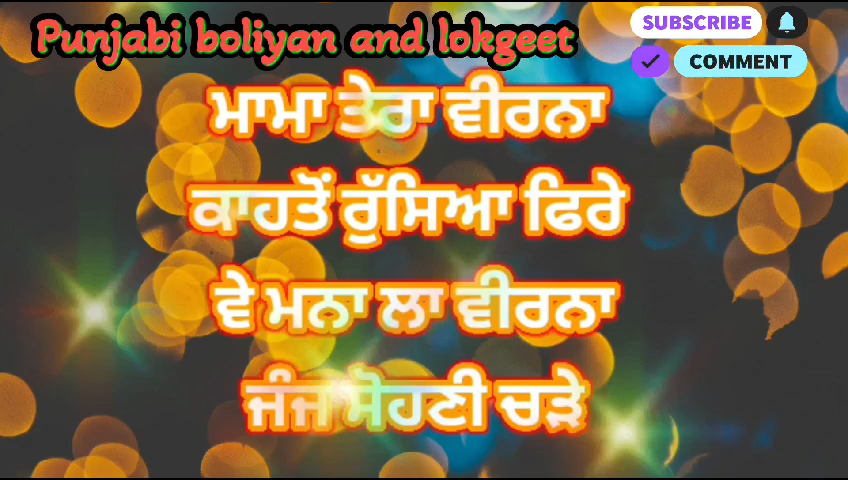 Punjabi boliyan and lokgeet
SUBSCRIBE
COMMENT
ਮਾਮਾ ਤੇਰਾ ਵੀਰਨਾ
ਕਾਹਤੋਂ ਰੁੱਸਿਆ ਫਿਰੇ
ਵੇ ਮਨਾ ਲਾ ਵੀਰਨਾ
ਜੰਜ ਸੋਹਣੀ ਚੜੇ